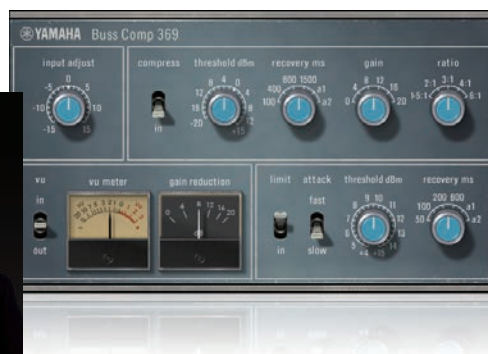 YAMAHA Buss Comp 369
input adjust
-5 0 5
-10 10
-15 15
compress
in
threshold dBm
8 4 0 4
12 8
16 12
-20 +15
recovery ms
800 1500
400 a1
100 a2
gain
4 8 12 16
0 20
ratio
2:1 3:1 4:1
1·5:1 6:1
vu
in
out
vu meter
gain reduction
0 4 8 12 16 20
dB
limit
in
attack
fast
slow
threshold dBm
9 10
8 11
7 12
6 13
5 14
+4 +15
recovery ms
200 800
100 a1
50 a2